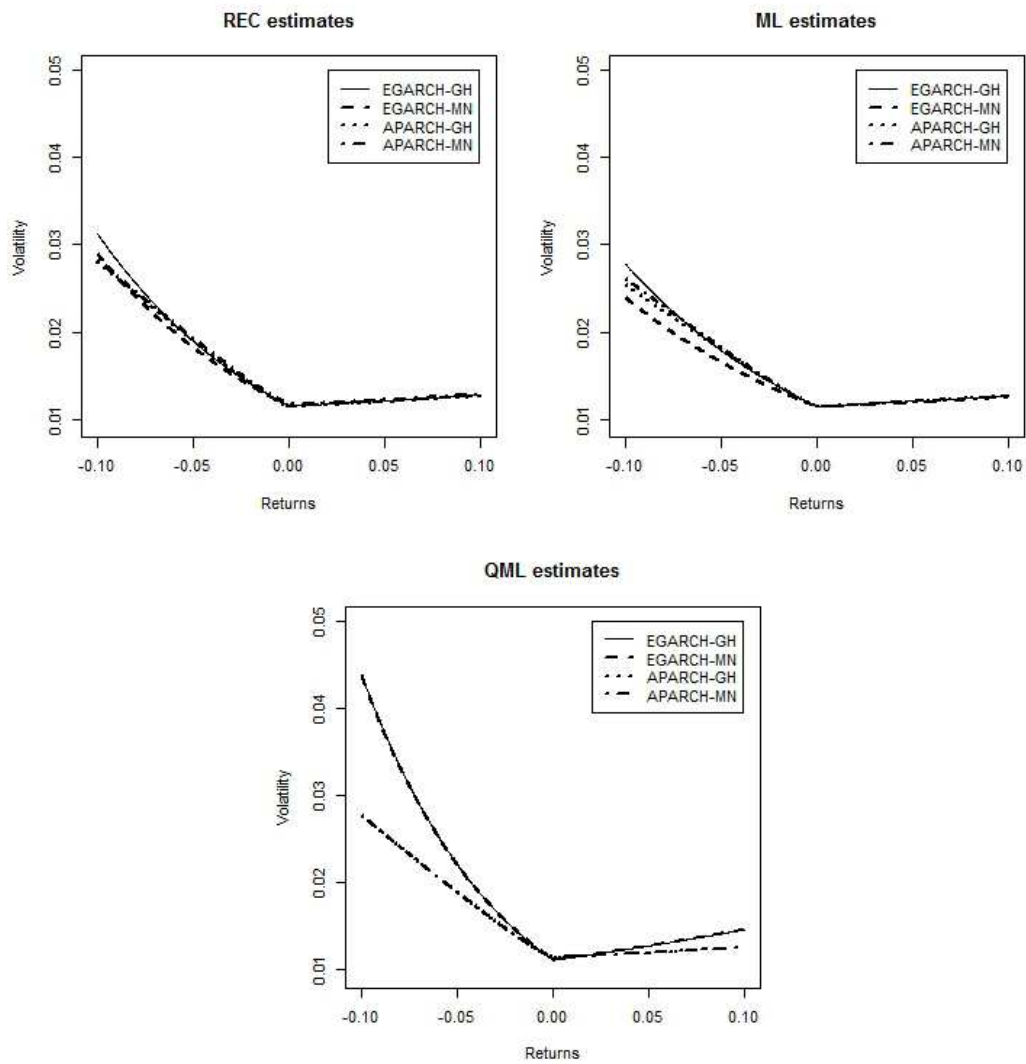 REC estimates
0.05
0.04
0.03
0.02
0.01
Volatility
EGARCH-GH
EGARCH-MN
APARCH-GH
APARCH-MN
-0.10 -0.05 0.00 0.05 0.10
Returns
ML estimates
0.05
0.04
0.03
0.02
0.01
Volatility
EGARCH-GH
EGARCH-MN
APARCH-GH
APARCH-MN
-0.10 -0.05 0.00 0.05 0.10
Returns
QML estimates
0.05
0.04
0.03
0.02
0.01
Volatility
EGARCH-GH
EGARCH-MN
APARCH-GH
APARCH-MN
-0.10 -0.05 0.00 0.05 0.10
Returns